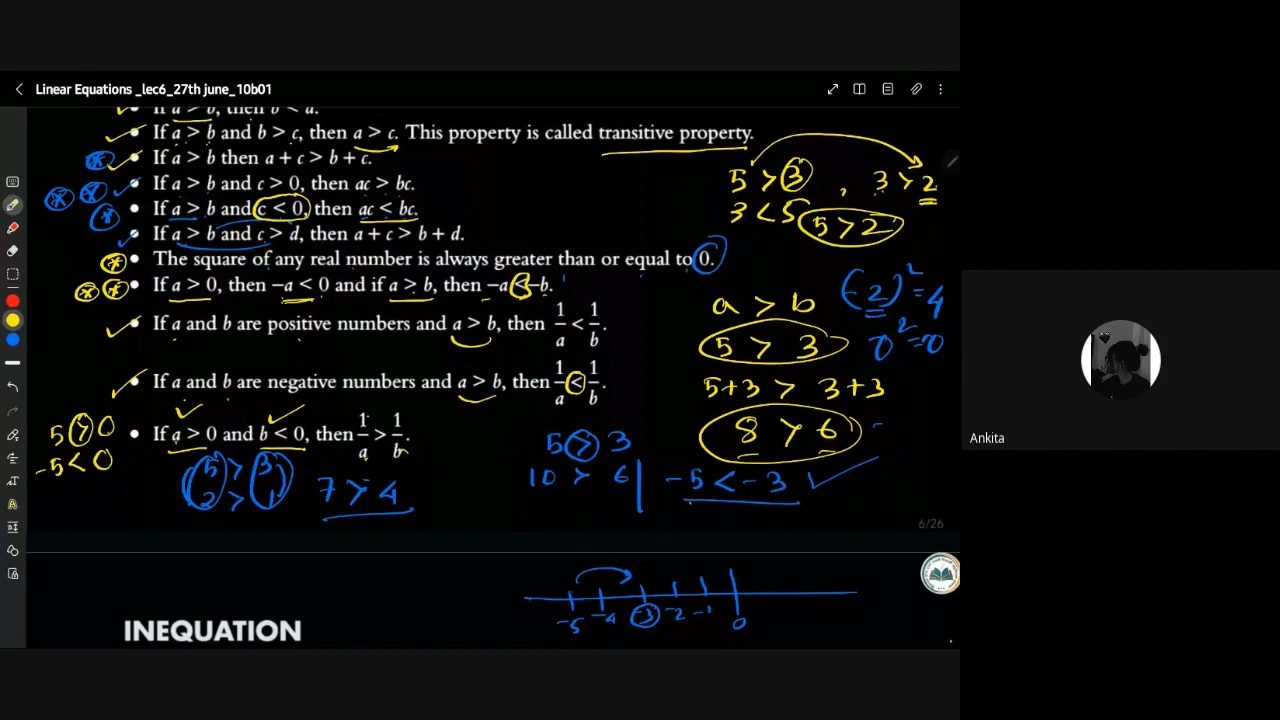 Linear Equations _lec6_27th june_10b01
• If a > b, then b < a.
• If a > b and b > c, then a > c. This property is called transitive property.
• If a > b then a + c > b + c.
• If a > b and c > 0, then ac > bc.
• If a > b and c < 0, then ac < bc.
• If a > b and c > d, then a + c > b + d.
• The square of any real number is always greater than or equal to 0.
• If a > 0, then −a < 0 and if a > b, then −a < −b.
• If a and b are positive numbers and a > b, then 1/a < 1/b.
• If a and b are negative numbers and a > b, then 1/a < 1/b.
• If a > 0 and b < 0, then 1/a > 1/b.
5 > 3 , 3 > 2
3 < 5 5 > 2
(-2)² = 4
0² = 0
a > b
5 > 3
5+3 > 3+3
8 > 6
5 > 0
-5 < 0
5 > 3
2 > 1
7 > 4
5 > 3
10 > 6
-5 < -3
6/26
-5 -4 -3 -2 -1 0
INEQUATION
Ankita